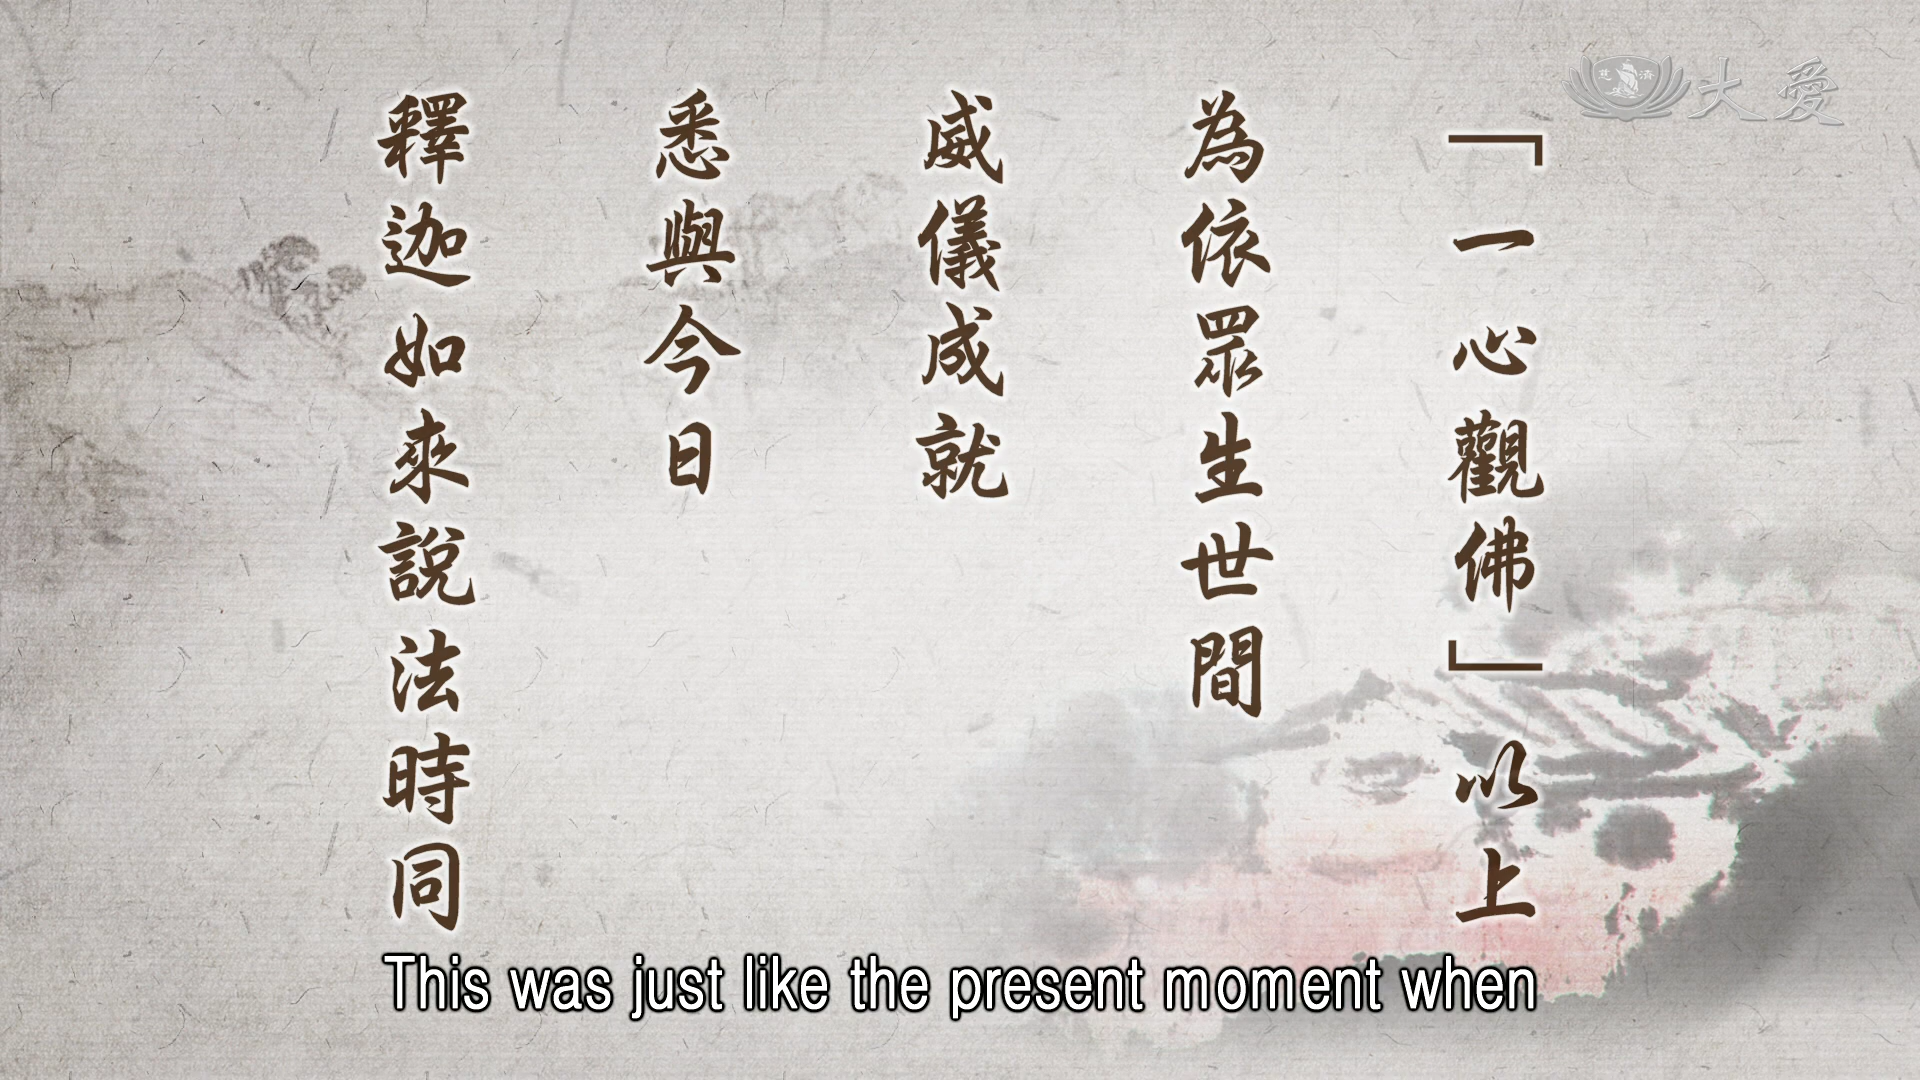 「一心觀佛」以上
為依眾生世間
威儀成就
悉與今日
釋迦如來說法時同
慈濟
大愛
This was just like the present moment when